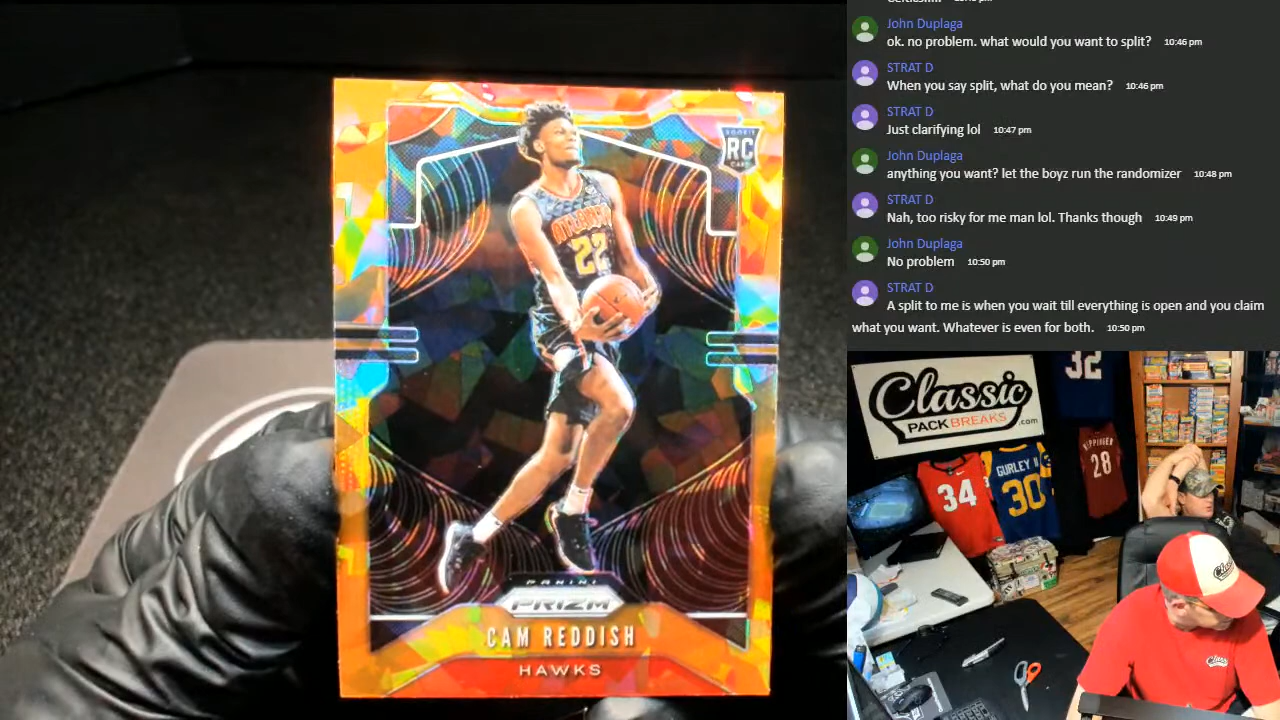 ATLANTA
22
ROOKIE
RC
CARD
PANINI
PRIZM
CAM REDDISH
HAWKS
John Duplaga
ok. no problem. what would you want to split? 10:46 pm
STRAT D
When you say split, what do you mean? 10:46 pm
STRAT D
Just clarifying lol 10:47 pm
John Duplaga
anything you want? let the boyz run the randomizer 10:48 pm
STRAT D
Nah, too risky for me man lol. Thanks though 10:49 pm
John Duplaga
No problem 10:50 pm
STRAT D
A split to me is when you wait till everything is open and you claim
what you want. Whatever is even for both. 10:50 pm
Classic
PACK BREAKS.com
32
34
GURLEY II
30
28
Classic